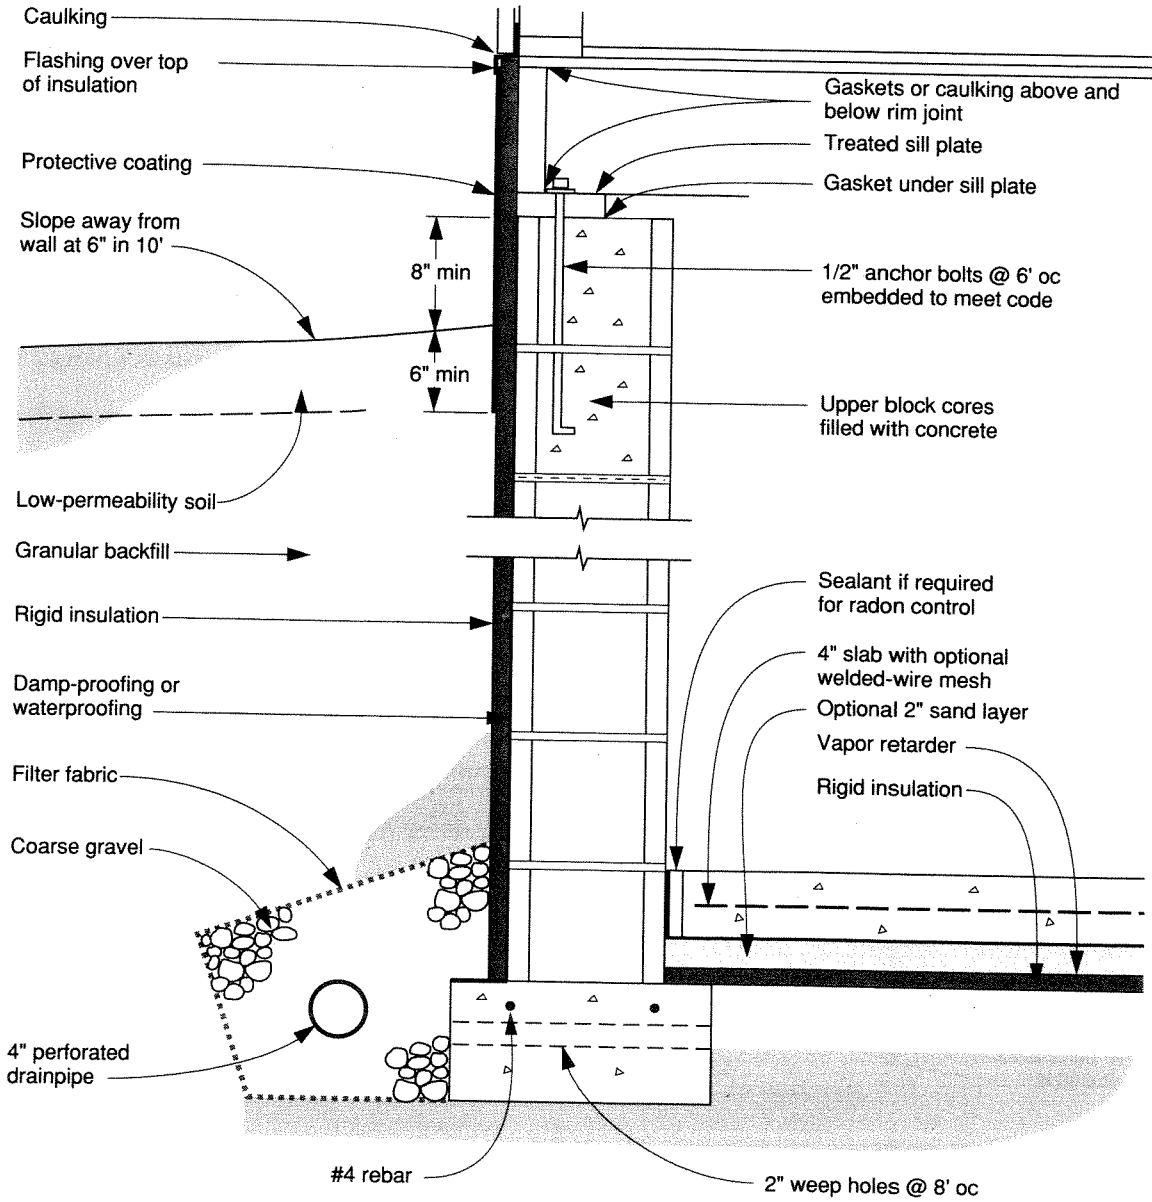 Caulking
Flashing over top
of insulation
Protective coating
Slope away from
wall at 6" in 10'
8" min
6" min
Low-permeability soil
Granular backfill
Rigid insulation
Damp-proofing or
waterproofing
Filter fabric
Coarse gravel
4" perforated
drainpipe
#4 rebar
Gaskets or caulking above and
below rim joint
Treated sill plate
Gasket under sill plate
1/2" anchor bolts @ 6' oc
embedded to meet code
Upper block cores
filled with concrete
Sealant if required
for radon control
4" slab with optional
welded-wire mesh
Optional 2" sand layer
Vapor retarder
Rigid insulation
2" weep holes @ 8' oc